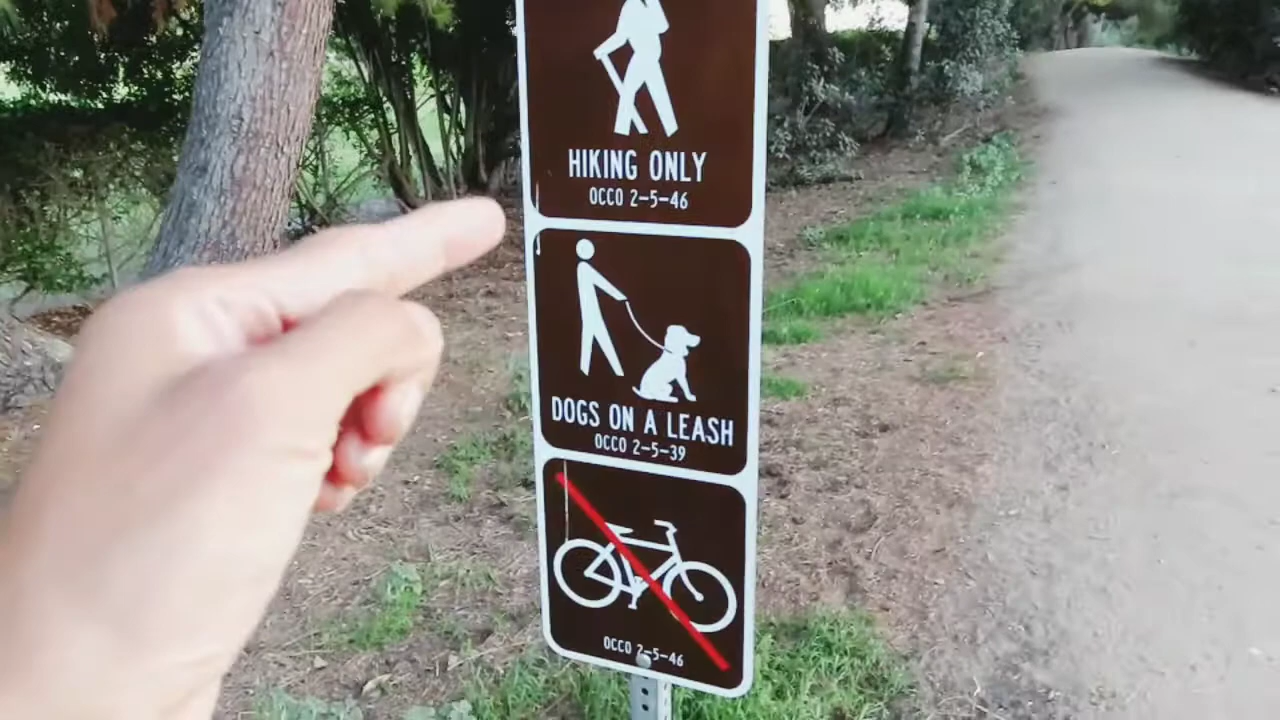 HIKING ONLY
OCCO 2-5-46
DOGS ON A LEASH
OCCO 2-5-39
OCCO 2-5-46